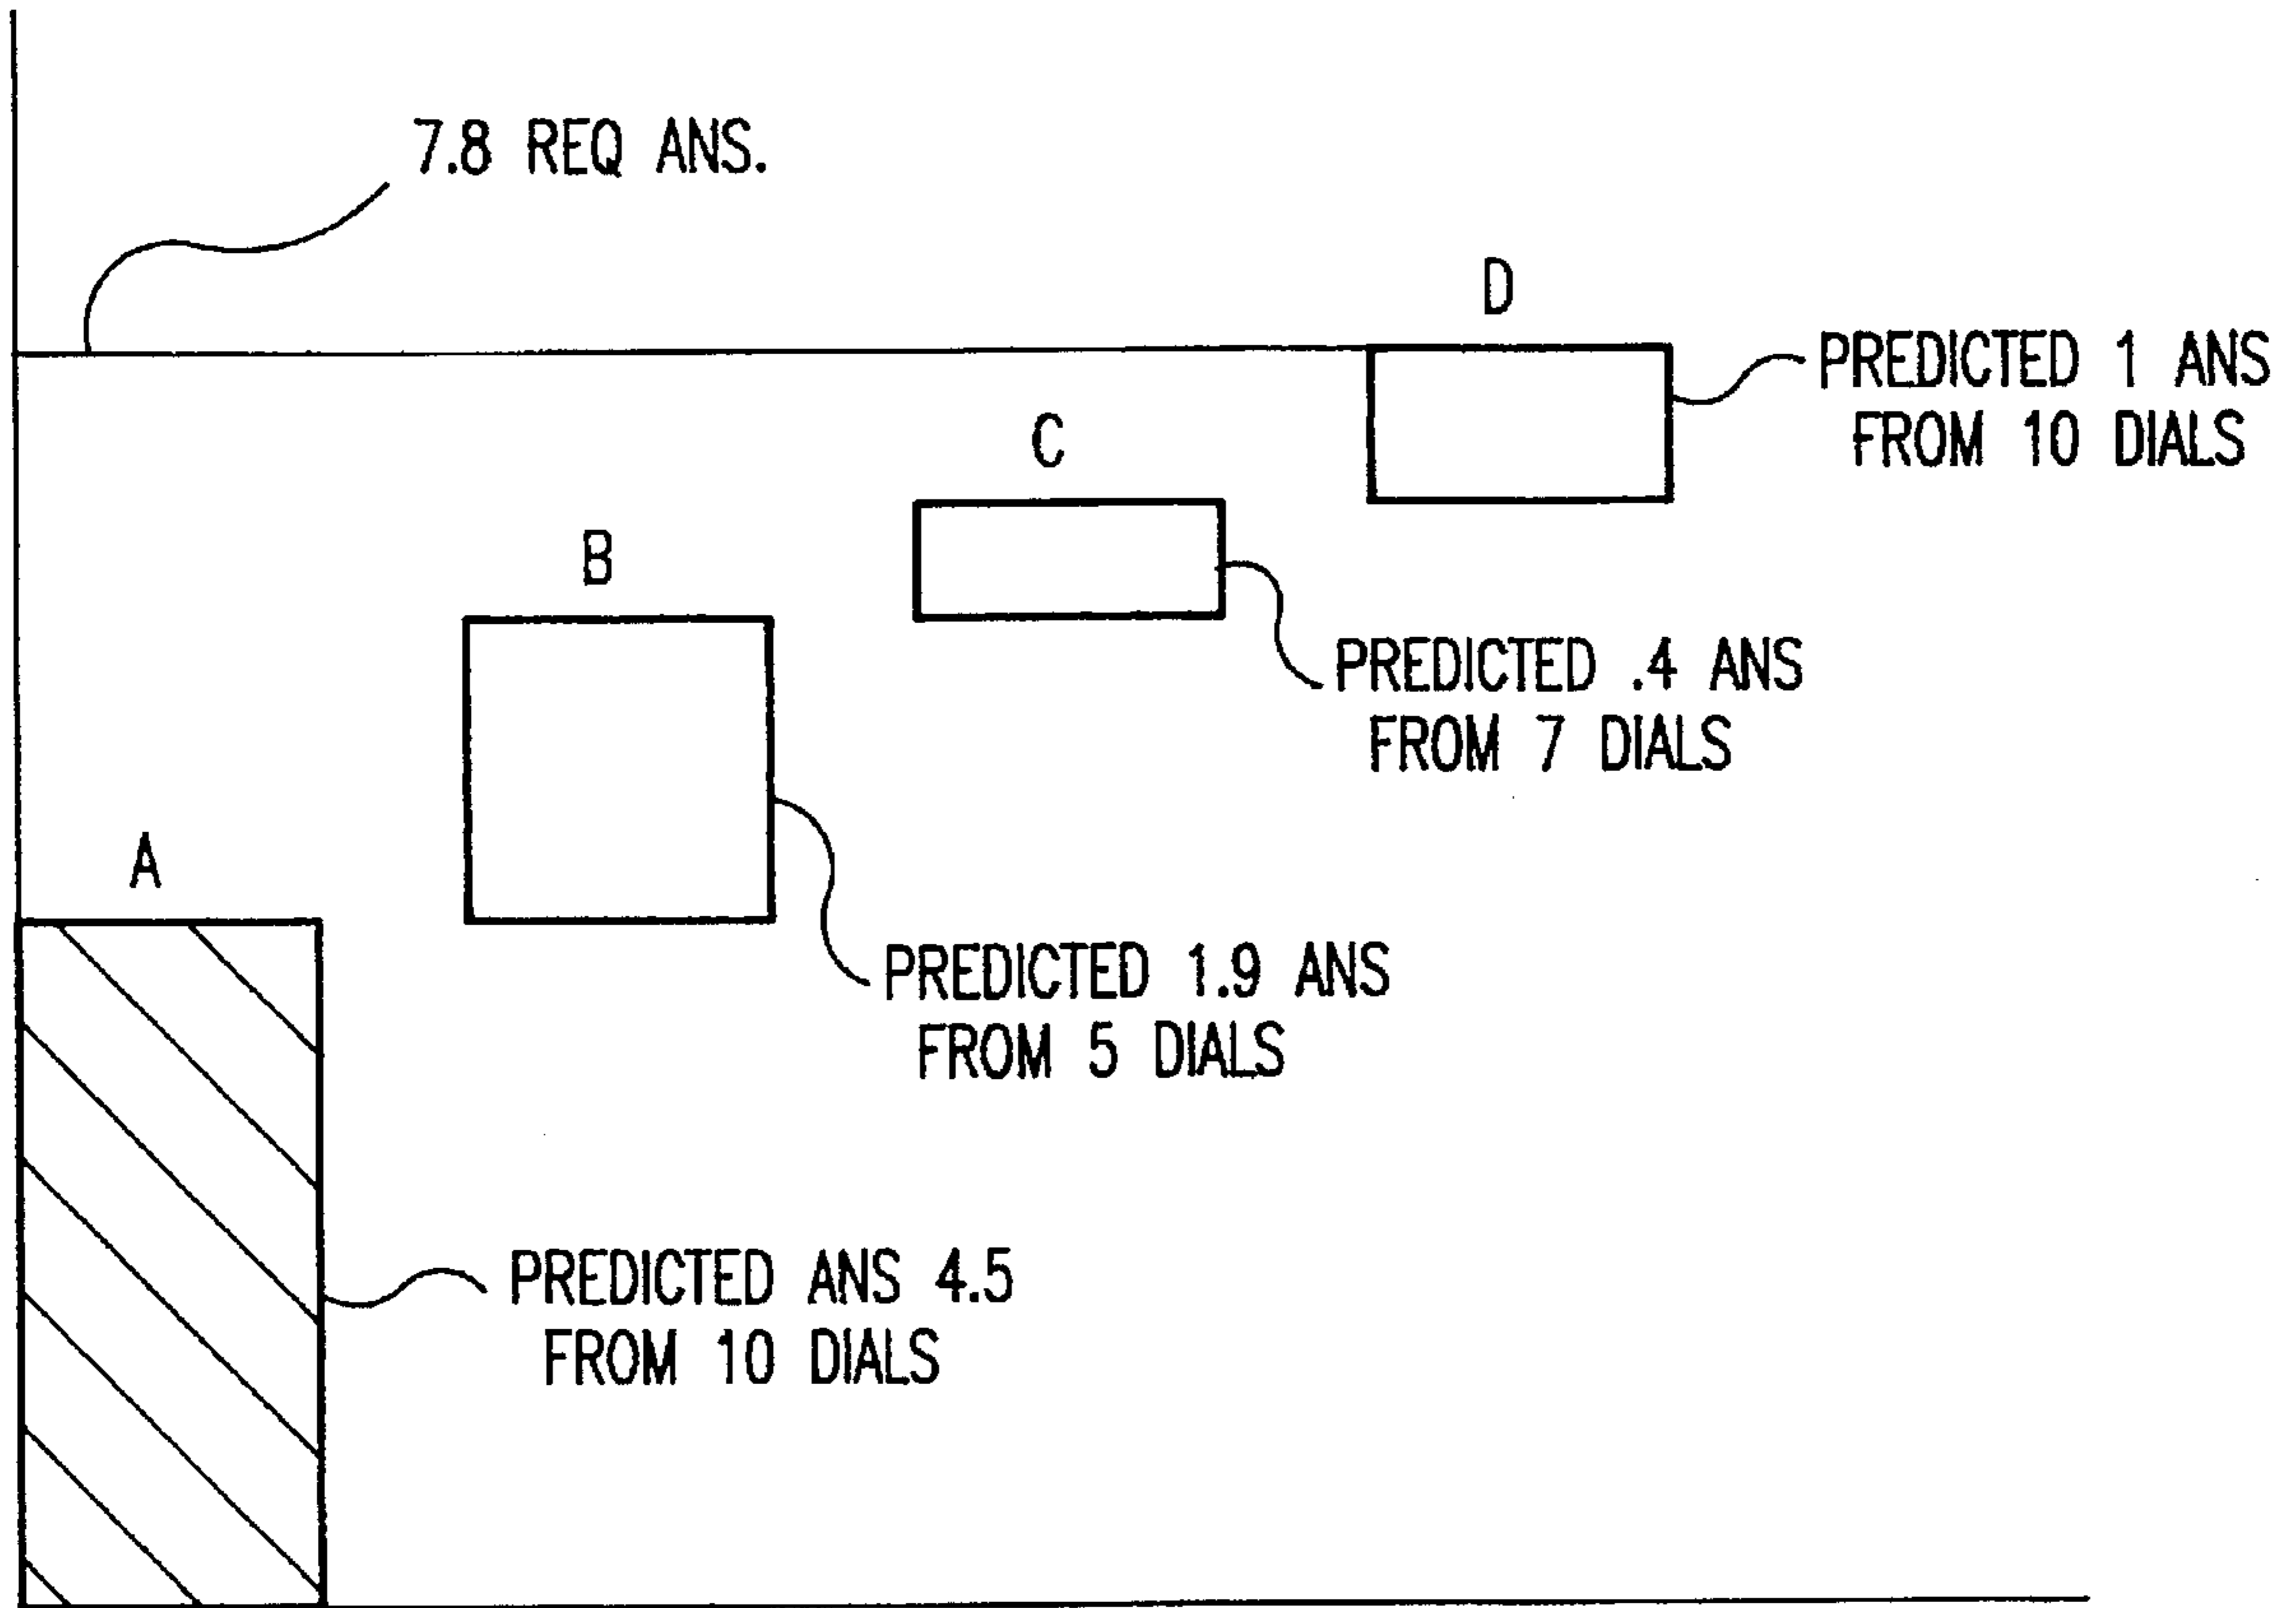 7.8 REQ ANS.
D
PREDICTED 1 ANS
FROM 10 DIALS
C
B
PREDICTED .4 ANS
FROM 7 DIALS
A
PREDICTED 1.9 ANS
FROM 5 DIALS
PREDICTED ANS 4.5
FROM 10 DIALS